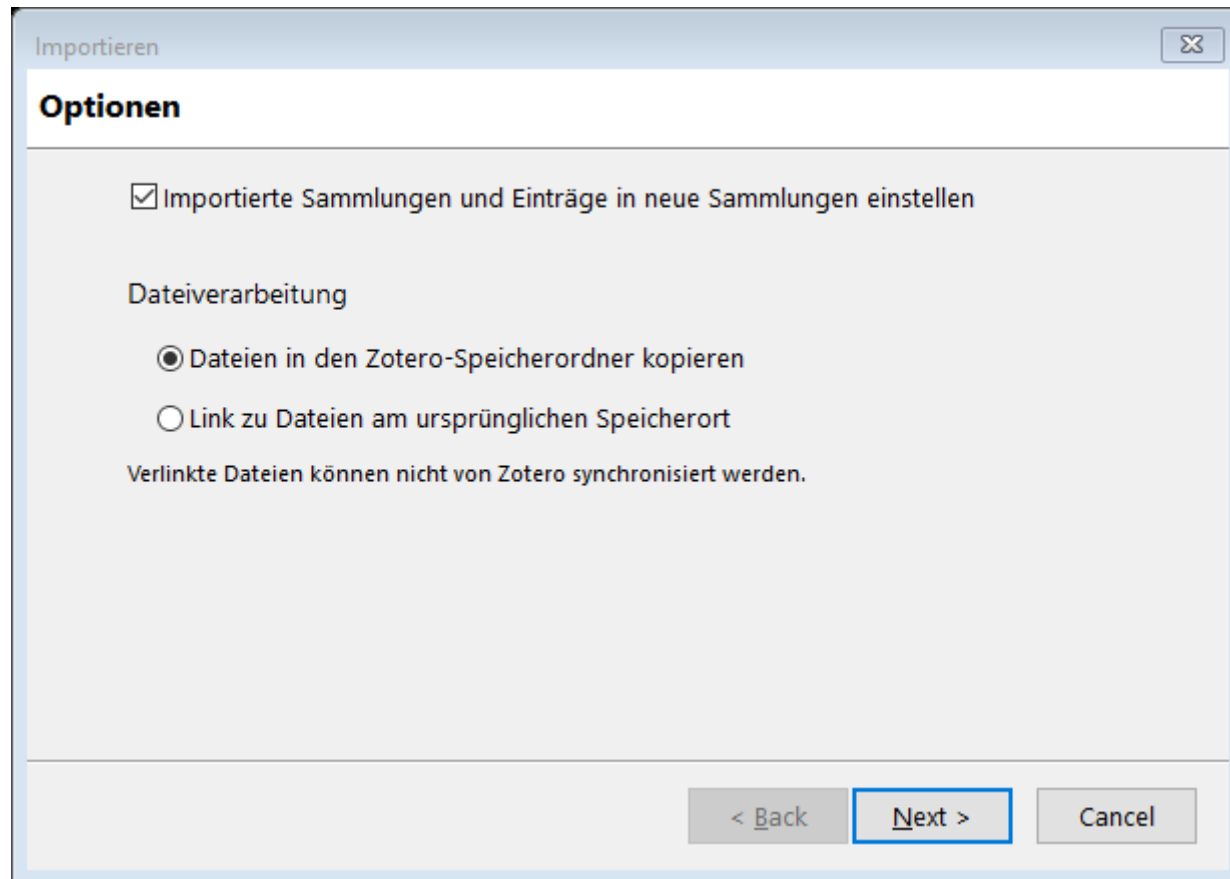 Importieren
Optionen
Importierte Sammlungen und Einträge in neue Sammlungen einstellen
Dateiverarbeitung
Dateien in den Zotero-Speicherordner kopieren
Link zu Dateien am ursprünglichen Speicherort
Verlinkte Dateien können nicht von Zotero synchronisiert werden.
< Back Next > Cancel